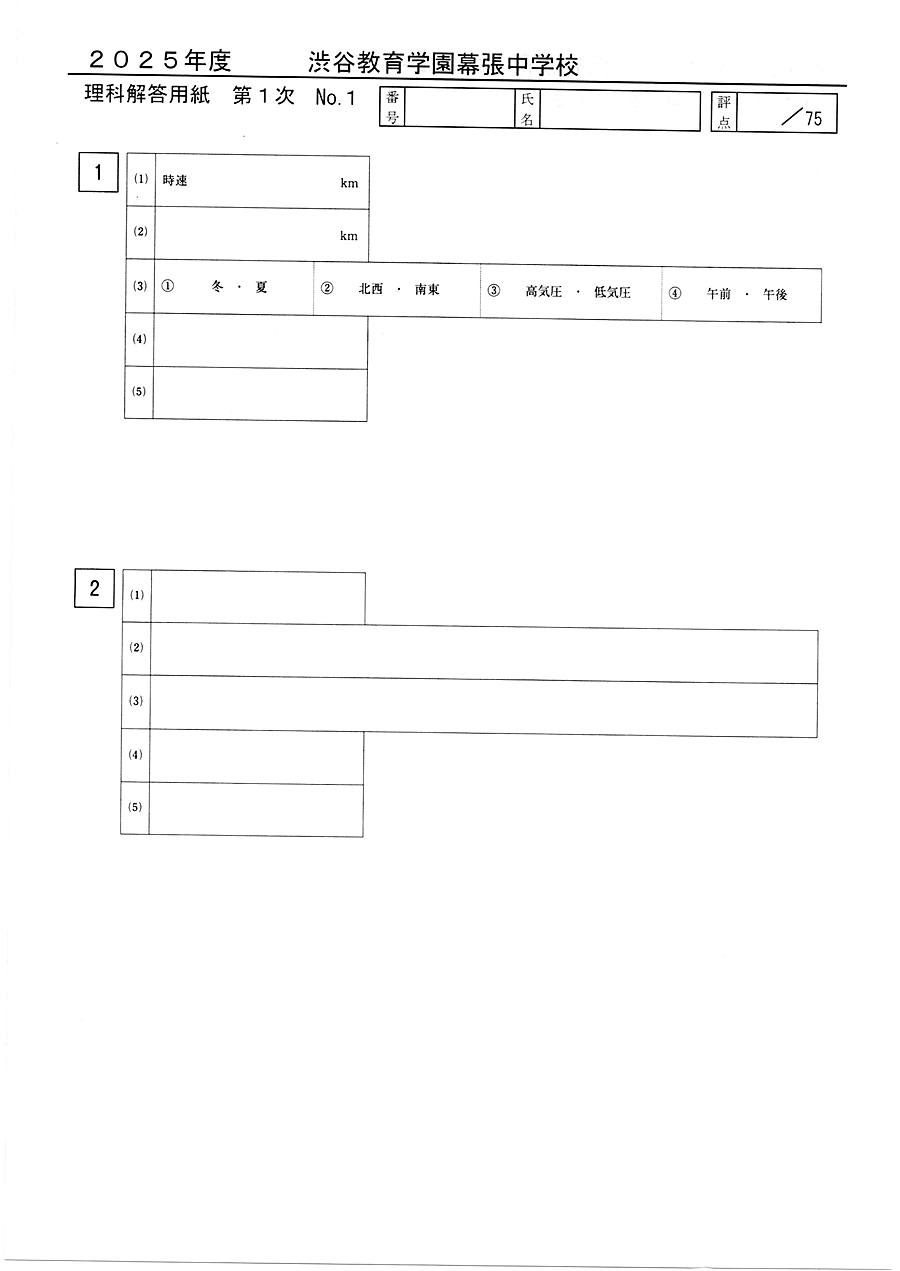 2025年度 渋谷教育学園幕張中学校
理科解答用紙 第1次 No.1 番号 氏名 評点 /75
1
(1) 時速 km
(2) km
(3) ① 冬 ・ 夏 ② 北西 ・ 南東 ③ 高気圧 ・ 低気圧 ④ 午前 ・ 午後
(4)
(5)
2
(1)
(2)
(3)
(4)
(5)